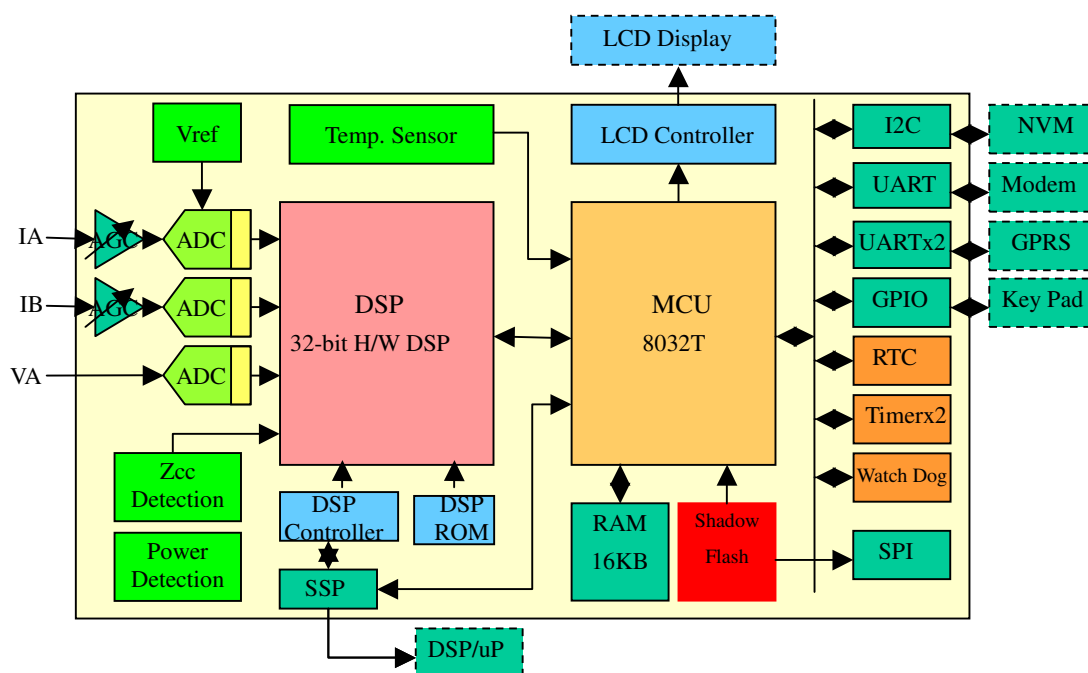 LCD Display
Vref
Temp. Sensor
LCD Controller
I2C
NVM
UART
Modem
IA
AGC
ADC
UARTx2
GPRS
IB
AGC
ADC
DSP
32-bit H/W DSP
MCU
8032T
GPIO
Key Pad
VA
ADC
RTC
Timerx2
Zcc
Detection
Watch Dog
DSP
Controller
DSP
ROM
RAM
16KB
Shadow
Flash
Power
Detection
SPI
SSP
DSP/uP